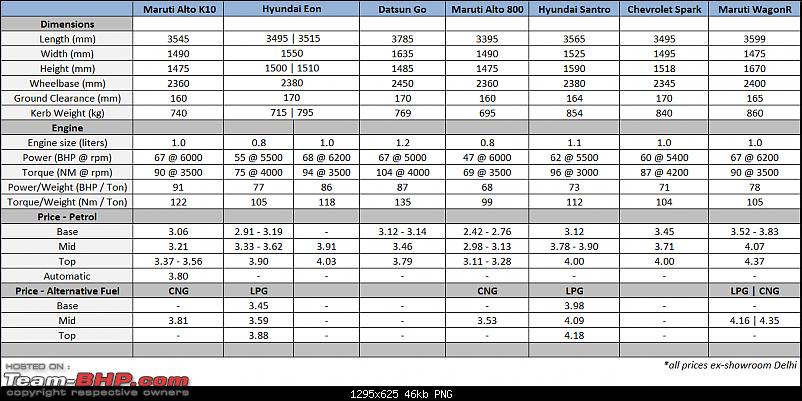 Maruti Alto K10 Hyundai Eon Datsun Go Maruti Alto 800 Hyundai Santro Chevrolet Spark Maruti WagonR
Dimensions
Length (mm) 3545 3495 | 3515 3785 3395 3565 3495 3599
Width (mm) 1490 1550 1635 1490 1525 1495 1475
Height (mm) 1475 1500 | 1510 1485 1475 1590 1518 1670
Wheelbase (mm) 2360 2380 2450 2360 2380 2345 2400
Ground Clearance (mm) 160 170 170 160 164 170 165
Kerb Weight (kg) 740 715 | 795 769 695 854 840 860
Engine
Engine size (liters) 1.0 0.8 1.0 1.2 0.8 1.1 1.0 1.0
Power (BHP @ rpm) 67 @ 6000 55 @ 5500 68 @ 6200 67 @ 5000 47 @ 6000 62 @ 5500 60 @ 5400 67 @ 6200
Torque (NM @ rpm) 90 @ 3500 75 @ 4000 94 @ 3500 104 @ 4000 69 @ 3500 96 @ 3000 87 @ 4200 90 @ 3500
Power/Weight (BHP / Ton) 91 77 86 87 68 73 71 78
Torque/Weight (Nm / Ton) 122 105 118 135 99 112 104 105
Price - Petrol
Base 3.06 2.91 - 3.19 - 3.12 - 3.14 2.42 - 2.76 3.12 3.45 3.52 - 3.83
Mid 3.21 3.33 - 3.62 3.91 3.46 2.98 - 3.13 3.78 - 3.90 3.71 4.07
Top 3.37 - 3.56 3.90 4.03 3.79 3.11 - 3.28 4.00 4.00 4.37
Automatic 3.80 - - - - - - -
Price - Alternative Fuel CNG LPG CNG LPG LPG | CNG
Base - 3.45 - - - 3.98 - -
Mid 3.81 3.59 - - 3.53 4.09 - 4.16 | 4.35
Top - 3.88 - - - 4.18 - -
*all prices ex-showroom Delhi
HOSTED ON :
Team-BHP.com
copyright respective owners
1295x625 46kb PNG